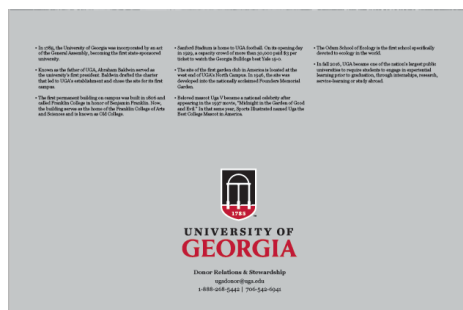 • In 1785, the University of Georgia was incorporated by an act
of the General Assembly, becoming the first state-sponsored
university.
• Known as the father of UGA, Abraham Baldwin served as
the university's first president. Baldwin drafted the charter
that led to UGA's establishment and chose the site for its first
campus.
• The first permanent building on campus was built in 1806 and
called Franklin College in honor of Benjamin Franklin. Now,
the building serves as the home of the Franklin College of Arts
and Sciences and is known as Old College.
• Sanford Stadium is home to UGA football. On its opening day
in 1929, a capacity crowd of more than 30,000 paid $3 per
ticket to watch the Georgia Bulldogs beat Yale 15-0.
• The site of the first garden club in America is located at the
west end of UGA's North Campus. In 1946, the site was
developed into the nationally acclaimed Founders Memorial
Garden.
• Beloved mascot Uga V became a national celebrity after
appearing in the 1997 movie, "Midnight in the Garden of Good
and Evil." In that same year, Sports Illustrated named Uga the
Best College Mascot in America.
• The Odum School of Ecology is the first school specifically
devoted to ecology in the world.
• In fall 2016, UGA became one of the nation's largest public
universities to require students to engage in experiential
learning prior to graduation, through internships, research,
service-learning or study abroad.
1785
UNIVERSITY OF
GEORGIA
Donor Relations & Stewardship
ugadonor@uga.edu
1-888-268-5442 | 706-542-6341